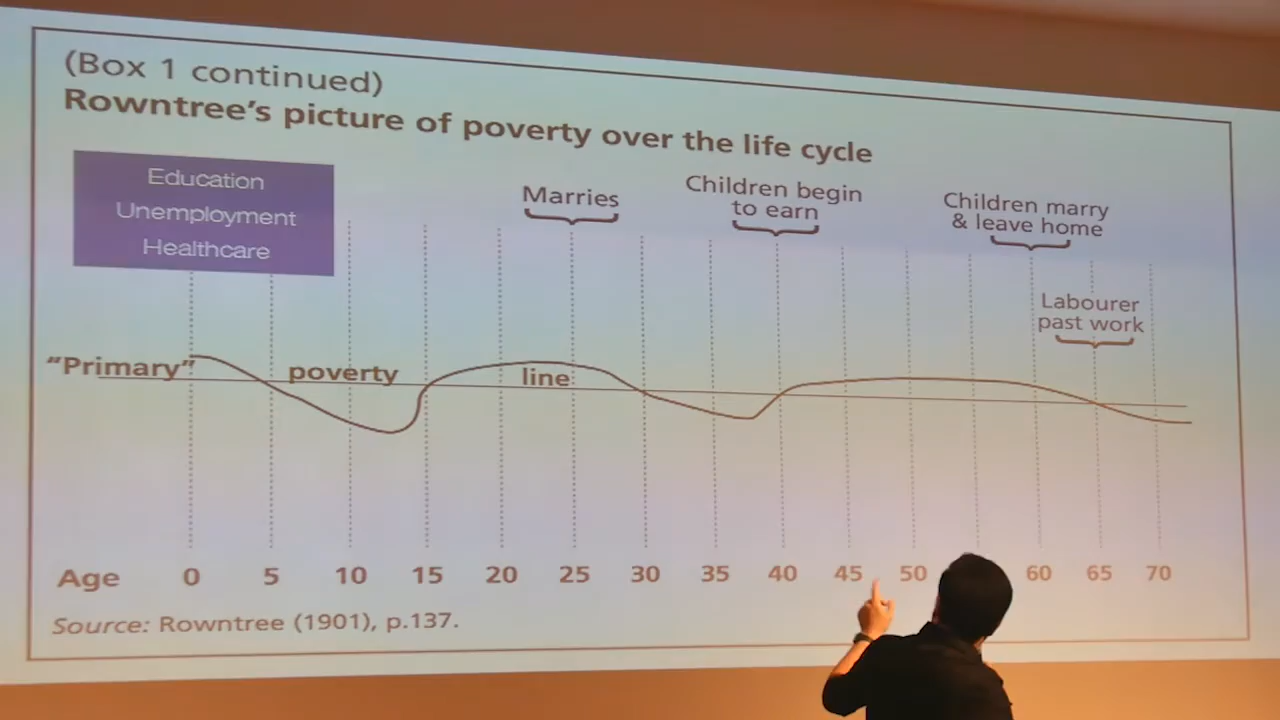 (Box 1 continued)
Rowntree's picture of poverty over the life cycle
Education
Unemployment
Healthcare
Marries
Children begin
to earn
Children marry
& leave home
Labourer
past work
"Primary" poverty line
Age 0 5 10 15 20 25 30 35 40 45 50 60 65 70
Source: Rowntree (1901), p.137.